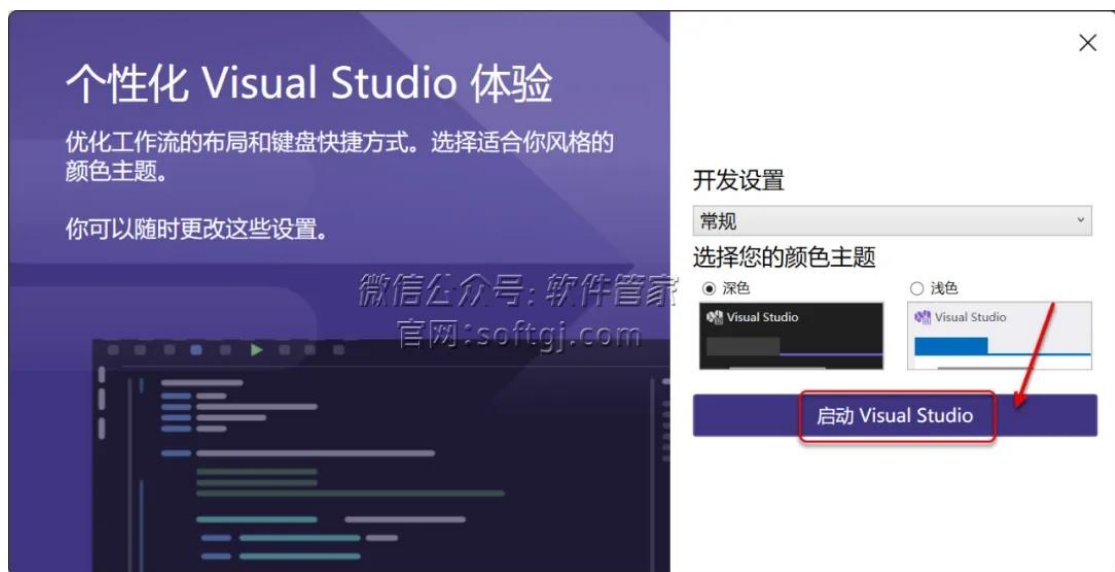 个性化 Visual Studio 体验
优化工作流的布局和键盘快捷方式。选择适合你风格的
颜色主题。
你可以随时更改这些设置。
开发设置
常规
选择您的颜色主题
深色
浅色
Visual Studio
Visual Studio
启动 Visual Studio
微信公众号:软件管家
官网:softgj.com